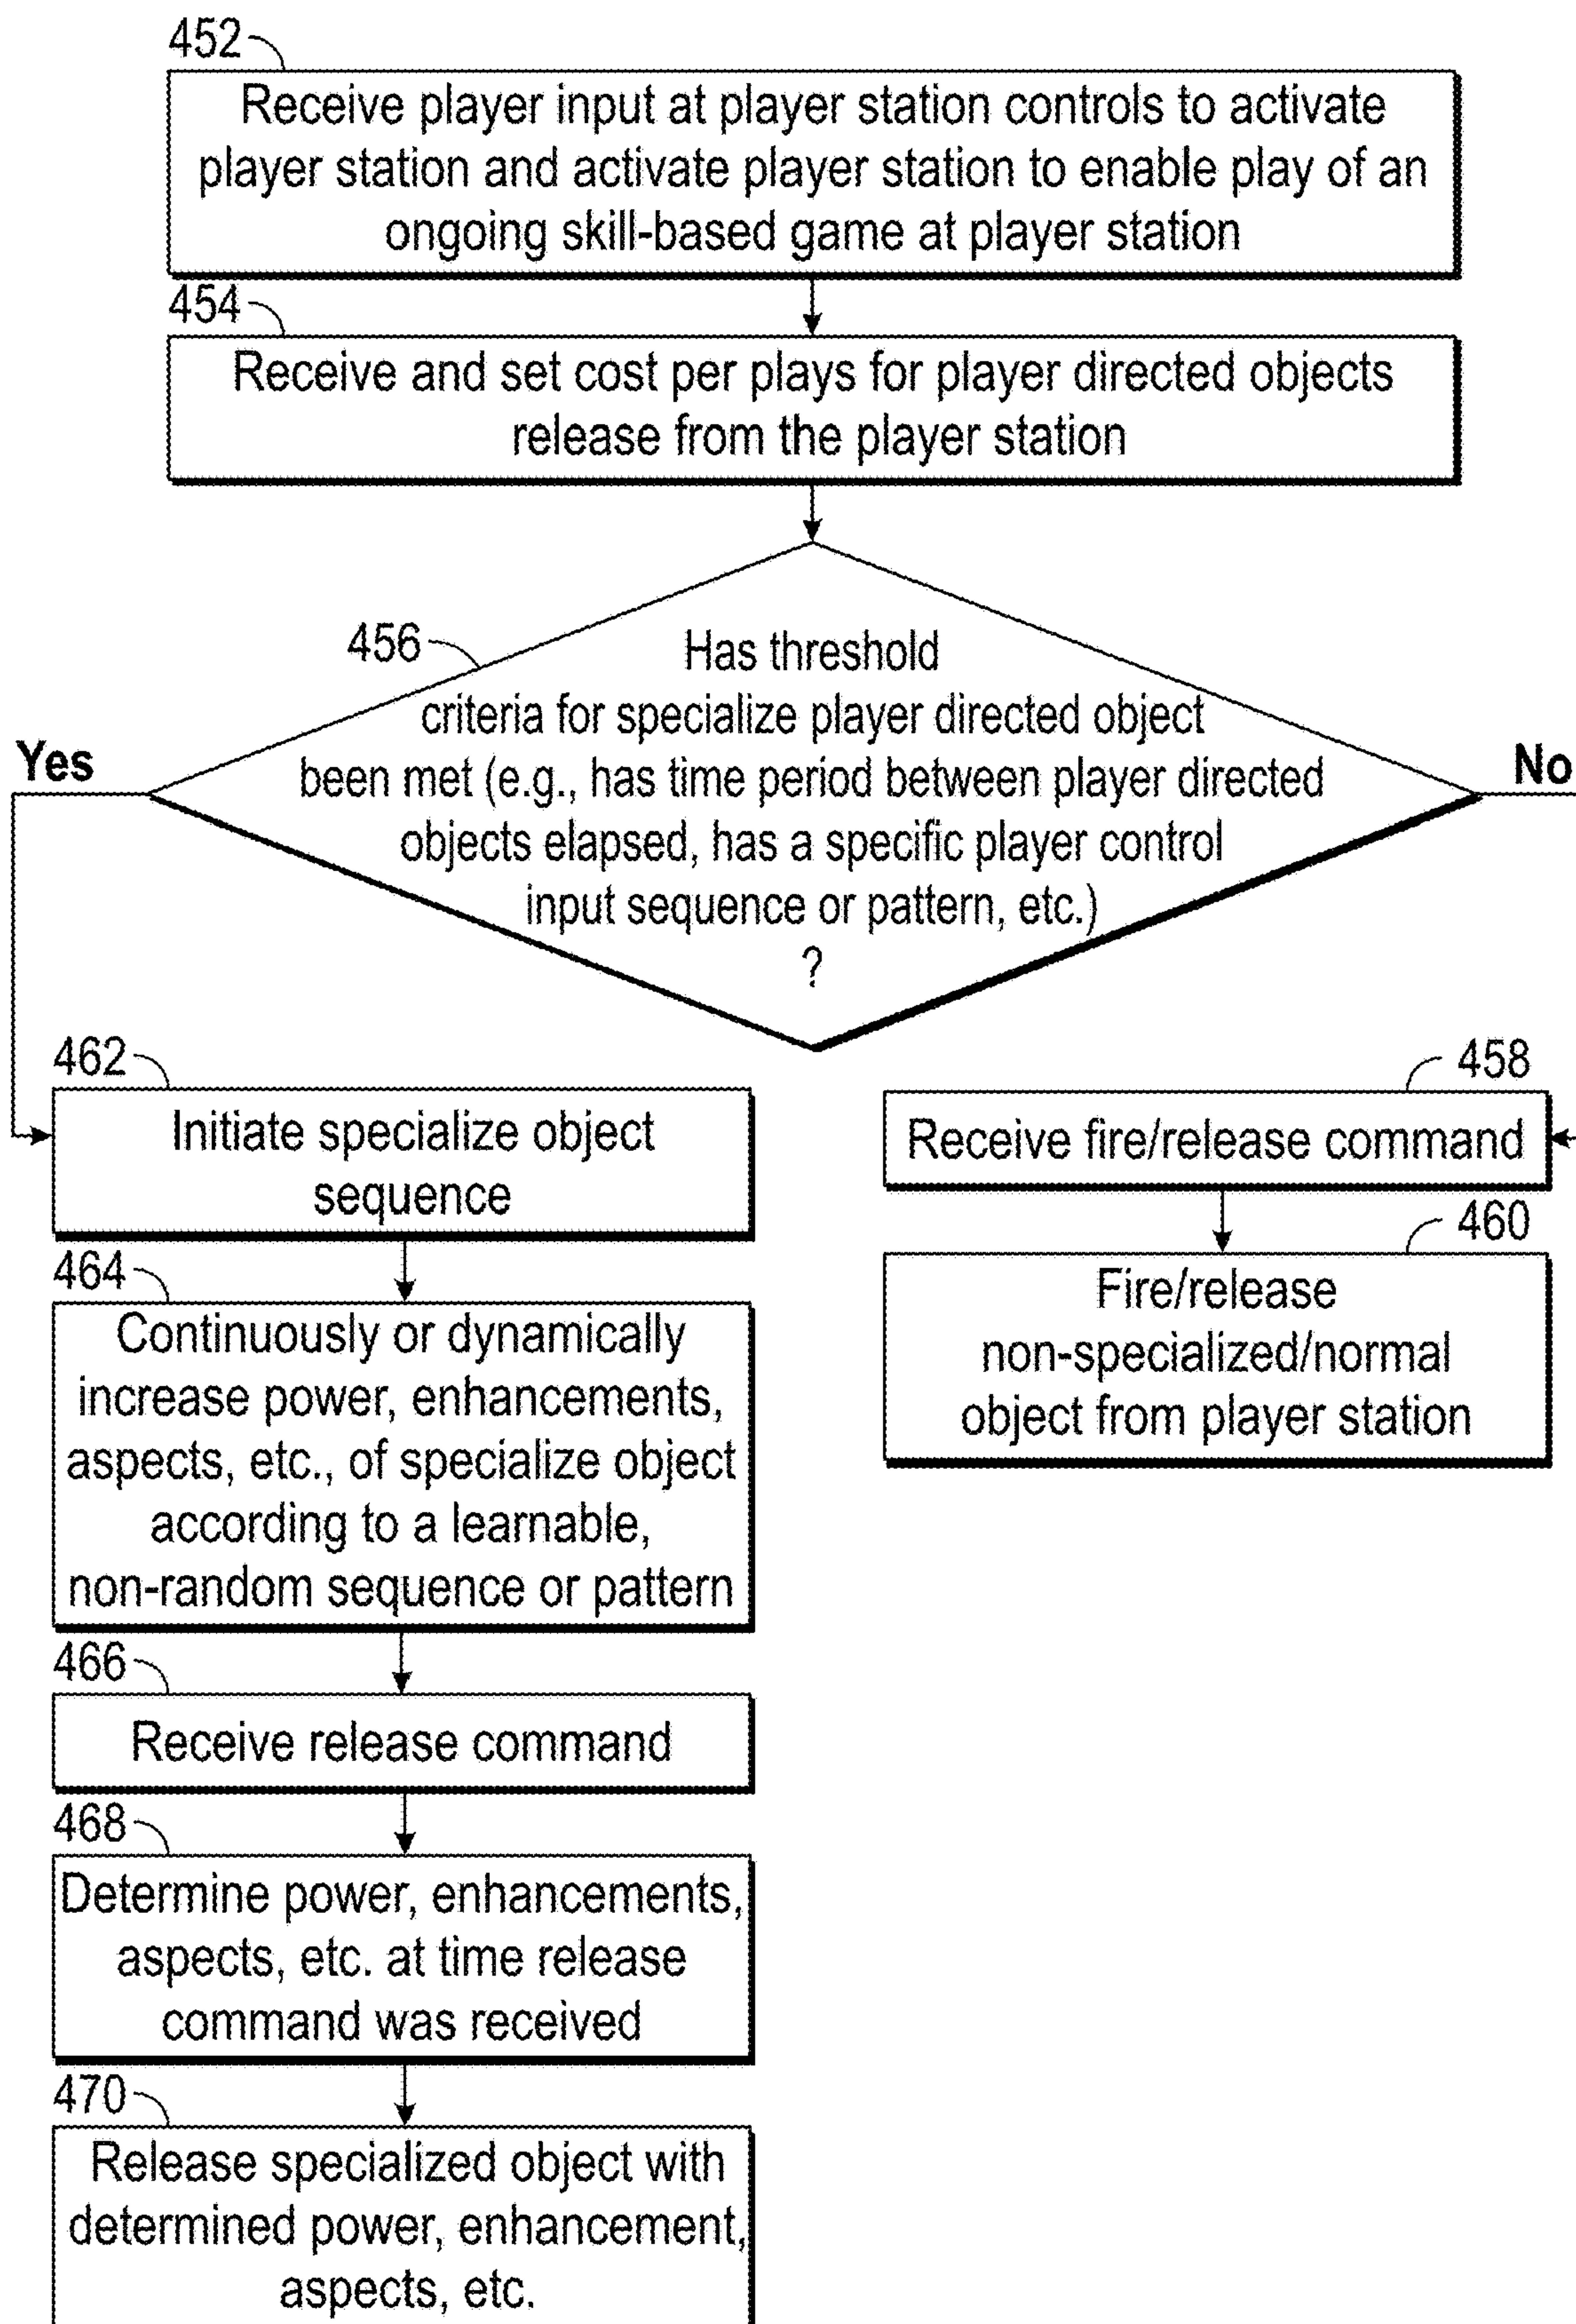 452
Receive player input at player station controls to activate
player station and activate player station to enable play of an
ongoing skill-based game at player station
454
Receive and set cost per plays for player directed objects
release from the player station
456
Has threshold
criteria for specialize player directed object
been met (e.g., has time period between player directed
objects elapsed, has a specific player control
input sequence or pattern, etc.)
?
Yes
No
462
Initiate specialize object
sequence
464
Continuously or dynamically
increase power, enhancements,
aspects, etc., of specialize object
according to a learnable,
non-random sequence or pattern
466
Receive release command
468
Determine power, enhancements,
aspects, etc. at time release
command was received
470
Release specialized object with
determined power, enhancement,
aspects, etc.
458
Receive fire/release command
460
Fire/release
non-specialized/normal
object from player station